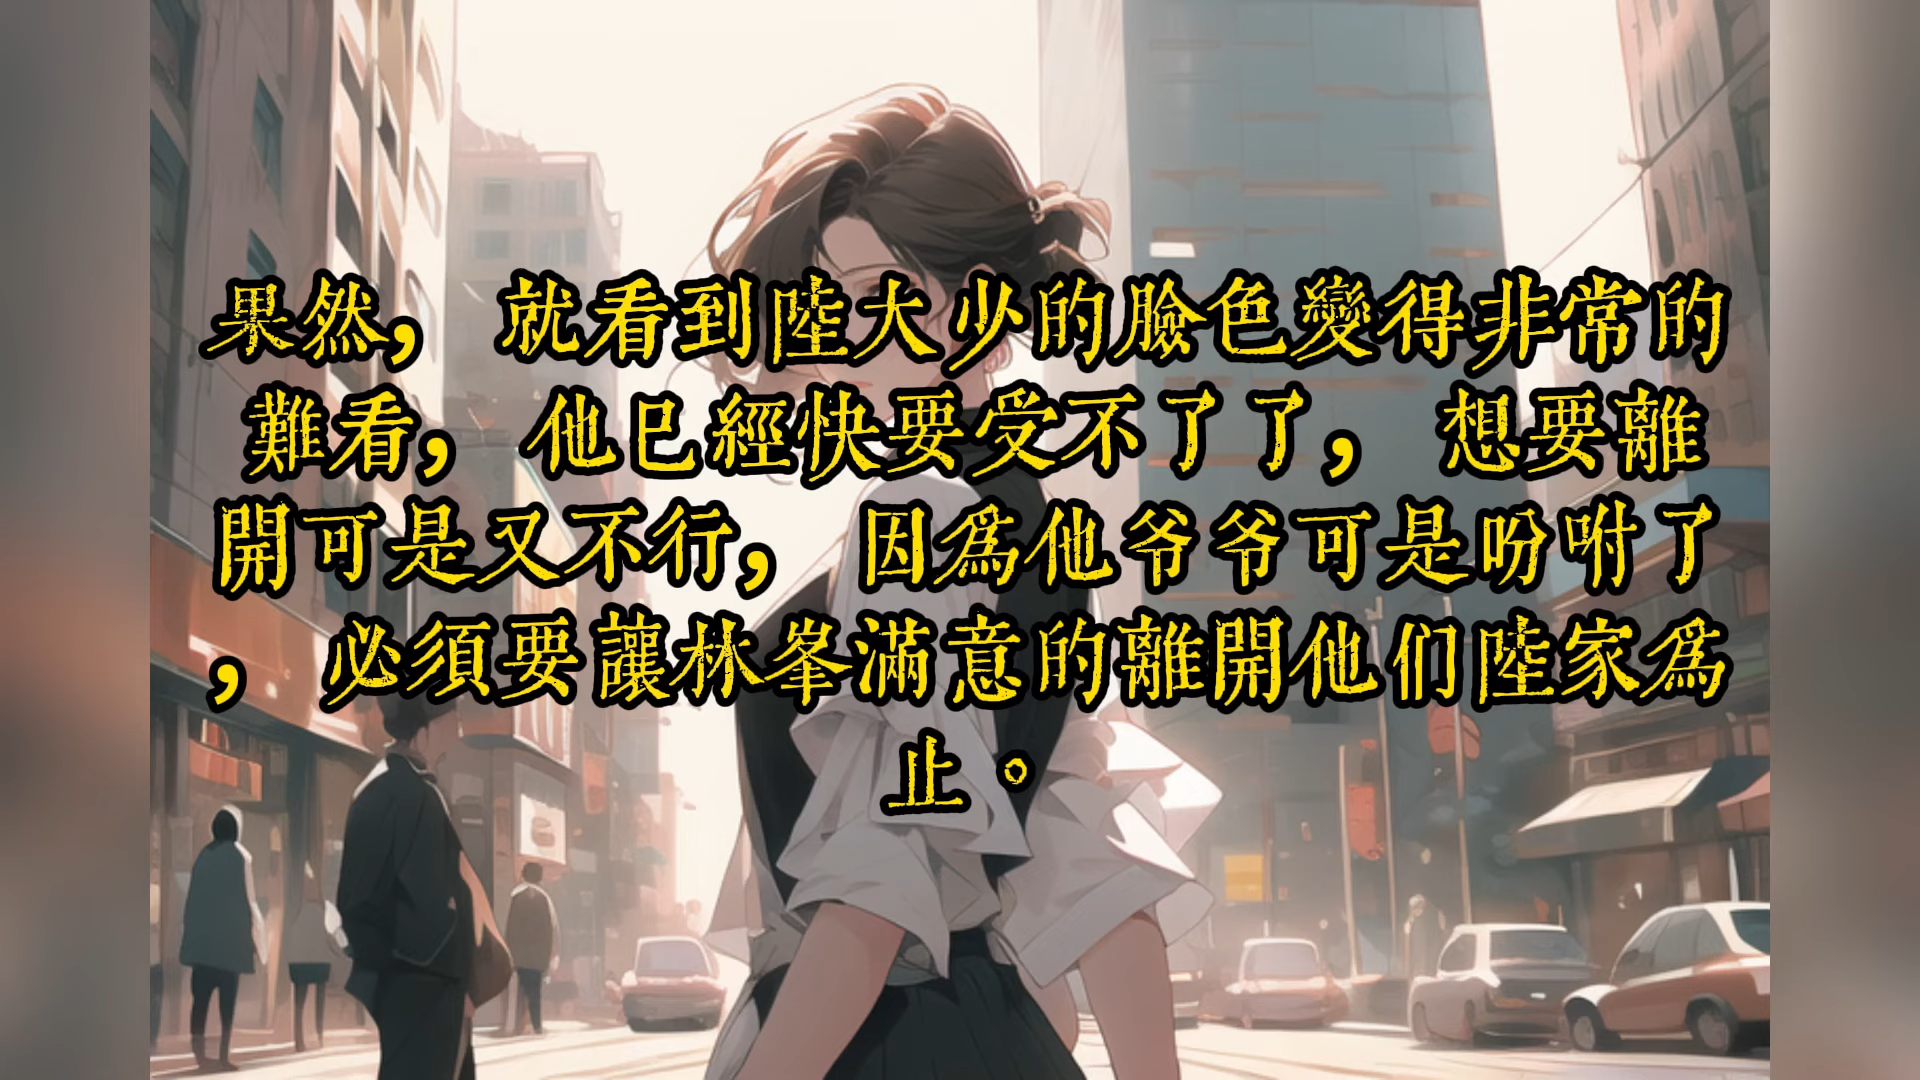 果然，就看到陸大少的臉色變得非常的
難看，他已經快要受不了了，想要離
開可是又不行，因爲他爷爷可是吩咐了
，必須要讓林峯滿意的離開他们陸家爲
止。